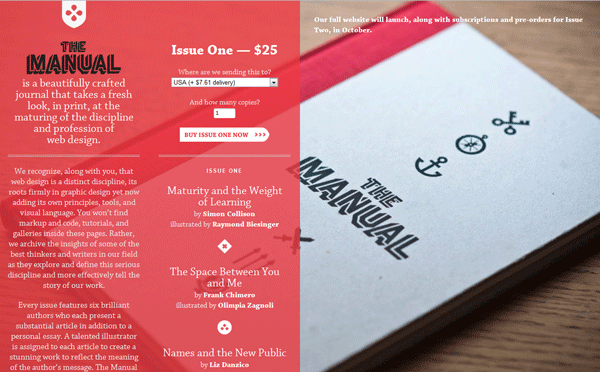 THE
MANUAL
is a beautifully crafted
journal that takes a fresh
look, in print, at the
maturing of the discipline
and profession of
web design.
We recognize, along with you, that
web design is a distinct discipline, its
roots firmly in graphic design yet now
adding its own principles, tools, and
visual language. You won't find
markup and code, tutorials, and
galleries inside these pages. Rather,
we archive the insights of some of the
best thinkers and writers in our field
as they explore and define this serious
discipline and more effectively tell the
story of our work.
Every issue features six brilliant
authors who each present a
substantial article in addition to a
personal essay. A talented illustrator
is assigned to each article to create a
stunning work to reflect the meaning
of the author's message. The Manual
Issue One — $25
Where are we sending this to?
USA (+ $7.61 delivery)
And how many copies?
1
BUY ISSUE ONE NOW >>>
ISSUE ONE
Maturity and the Weight
of Learning
by Simon Collison
illustrated by Raymond Biesinger
The Space Between You
and Me
by Frank Chimero
illustrated by Olimpia Zagnoli
Names and the New Public
by Liz Danzico
Our full website will launch, along with subscriptions and pre-orders for Issue
Two, in October.
THE
MANUAL